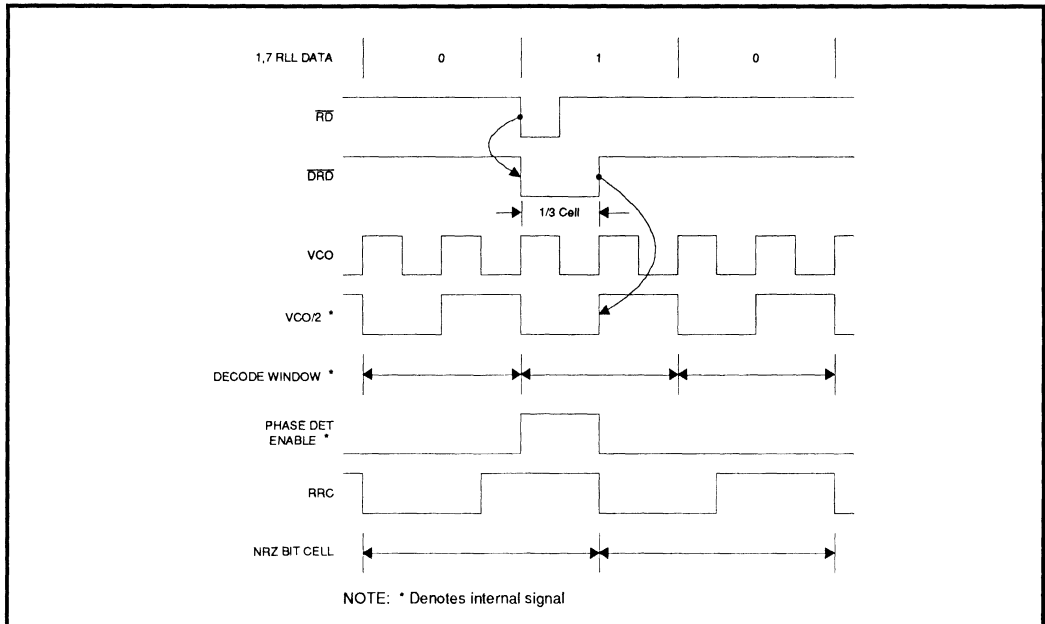 1,7 RLL DATA 0 1 0
RD
DRD
1/3 Cell
VCO
VCO/2 *
DECODE WINDOW *
PHASE DET
ENABLE *
RRC
NRZ BIT CELL
NOTE: * Denotes internal signal